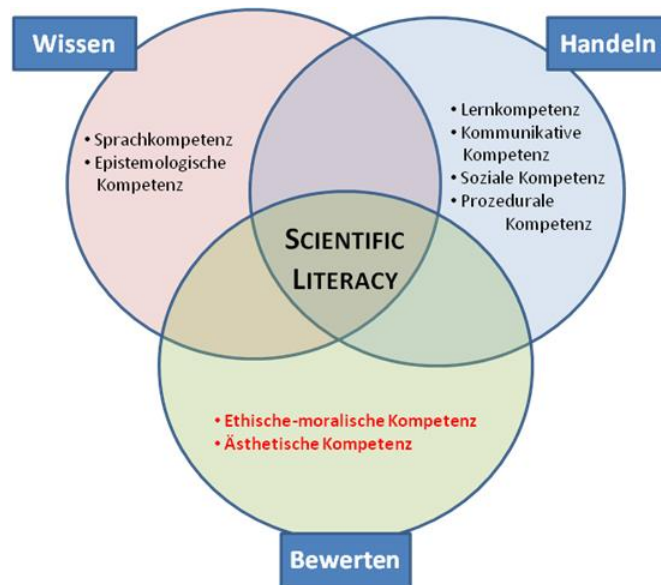 Wissen
Handeln
• Sprachkompetenz
• Epistemologische
Kompetenz
• Lernkompetenz
• Kommunikative
Kompetenz
• Soziale Kompetenz
• Prozedurale
Kompetenz
SCIENTIFIC
LITERACY
• Ethische-moralische Kompetenz
• Ästhetische Kompetenz
Bewerten